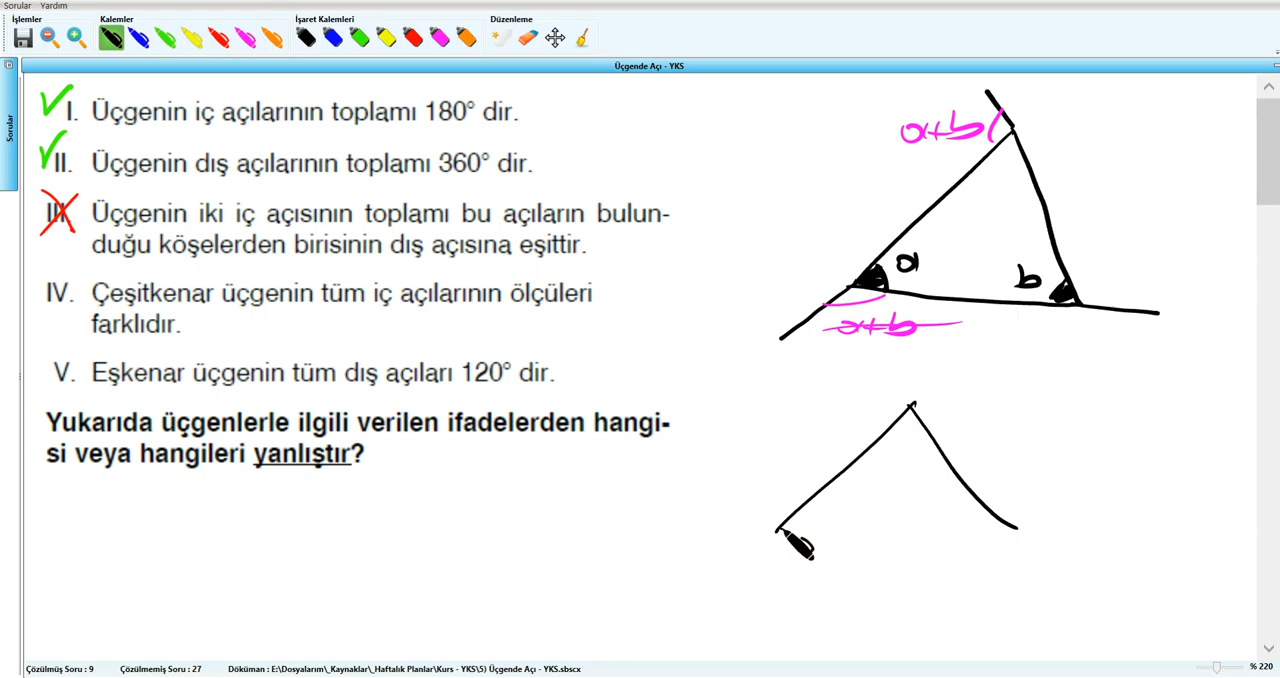 Sorular Yardım
İşlemler Kalemler İşaret Kalemleri Düzenleme
Üçgende Açı - YKS
Sorular
I. Üçgenin iç açılarının toplamı 180° dir.
II. Üçgenin dış açılarının toplamı 360° dir.
III. Üçgenin iki iç açısının toplamı bu açıların bulun-
duğu köşelerden birisinin dış açısına eşittir.
IV. Çeşitkenar üçgenin tüm iç açılarının ölçüleri
farklıdır.
V. Eşkenar üçgenin tüm dış açıları 120° dir.
Yukarıda üçgenlerle ilgili verilen ifadelerden hangi-
si veya hangileri yanlıştır?
a+b
a
b
a+b
Çözülmüş Soru : 9 Çözülmemiş Soru : 27 Döküman : E:\Dosyalarım\_Kaynaklar\_Haftalık Planlar\Kurs - YKS\5) Üçgende Açı - YKS.sbscx % 220